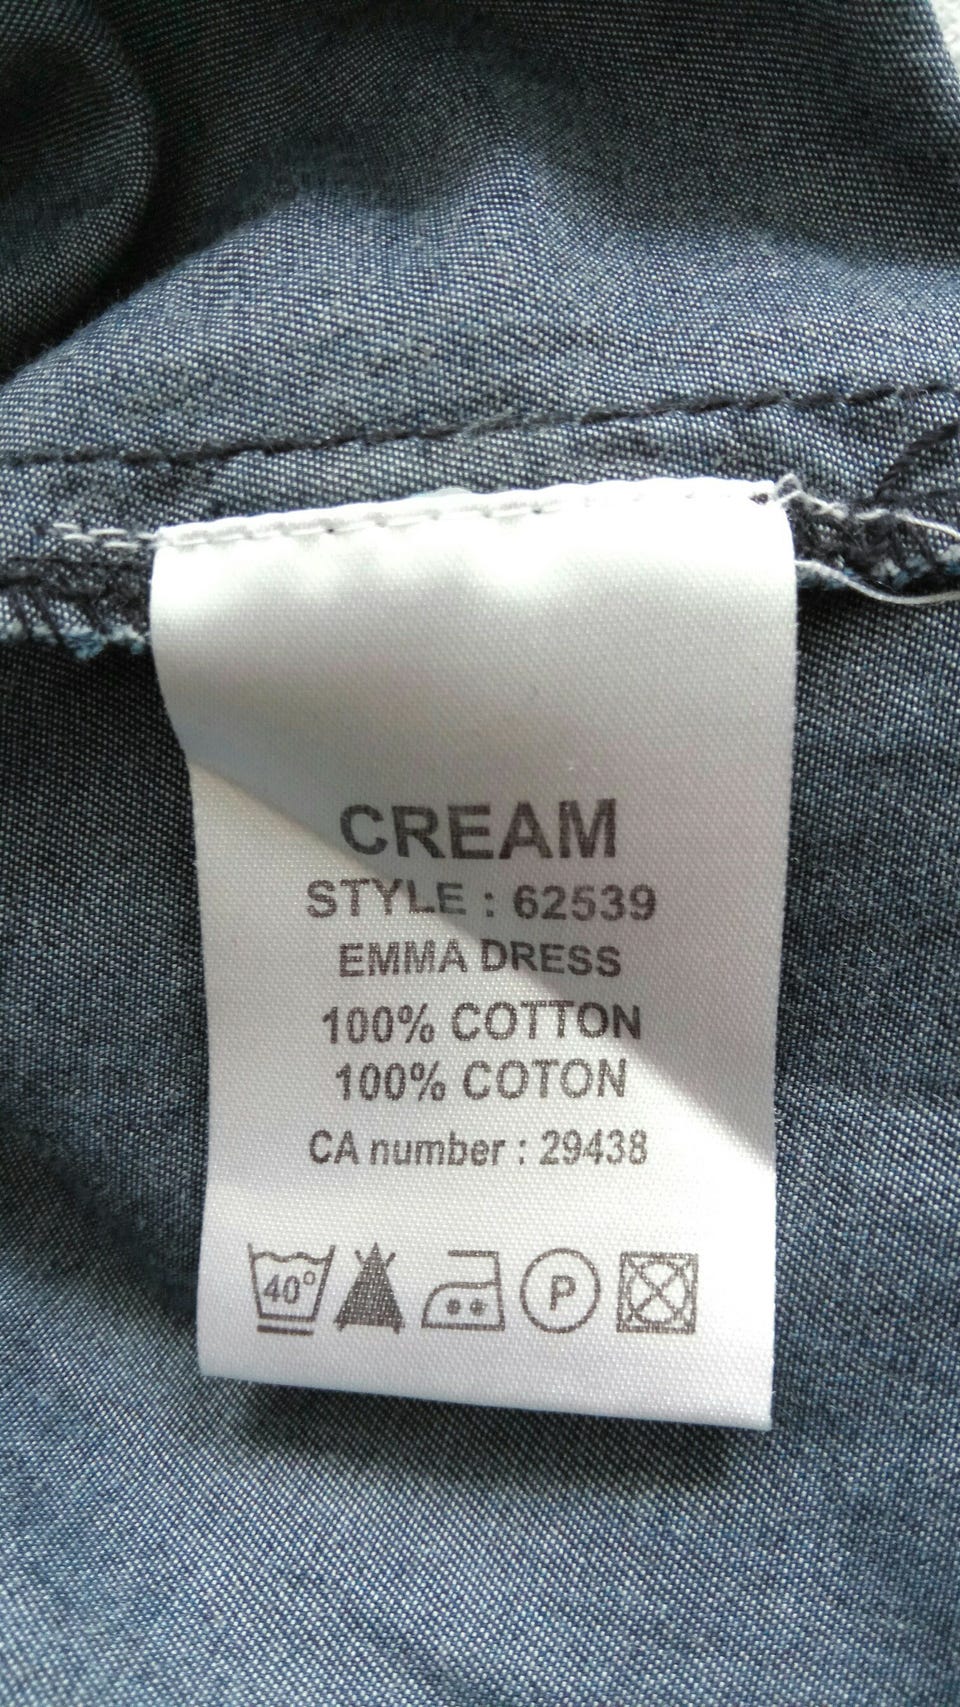 CREAM
STYLE : 62539
EMMA DRESS
100% COTTON
100% COTON
CA number : 29438
40° P